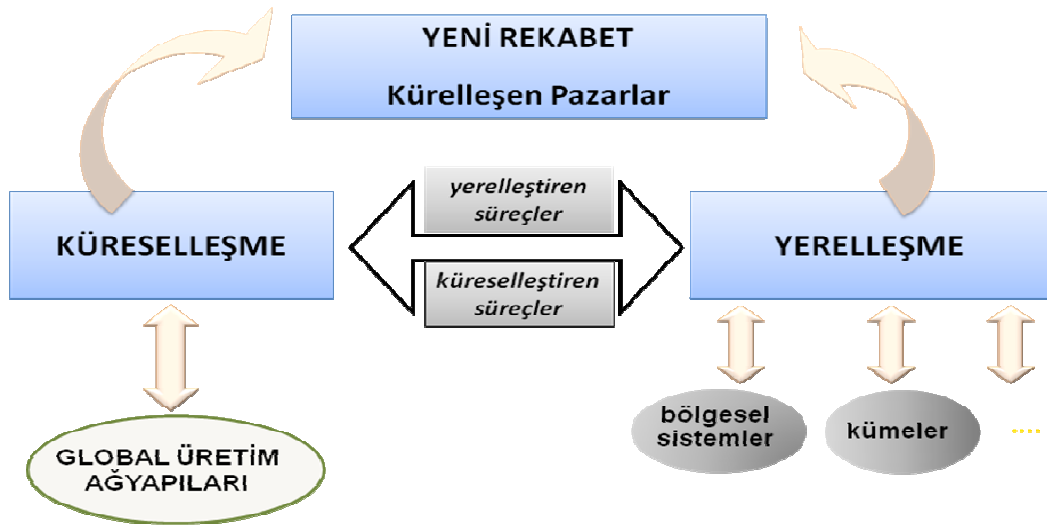 YENİ REKABET
Kürelleşen Pazarlar
yerelleştiren
süreçler
KÜRESELLEŞME
YERELLEŞME
küreselleştiren
süreçler
bölgesel
sistemler
kümeler
....
GLOBAL ÜRETİM
AĞYAPILARI